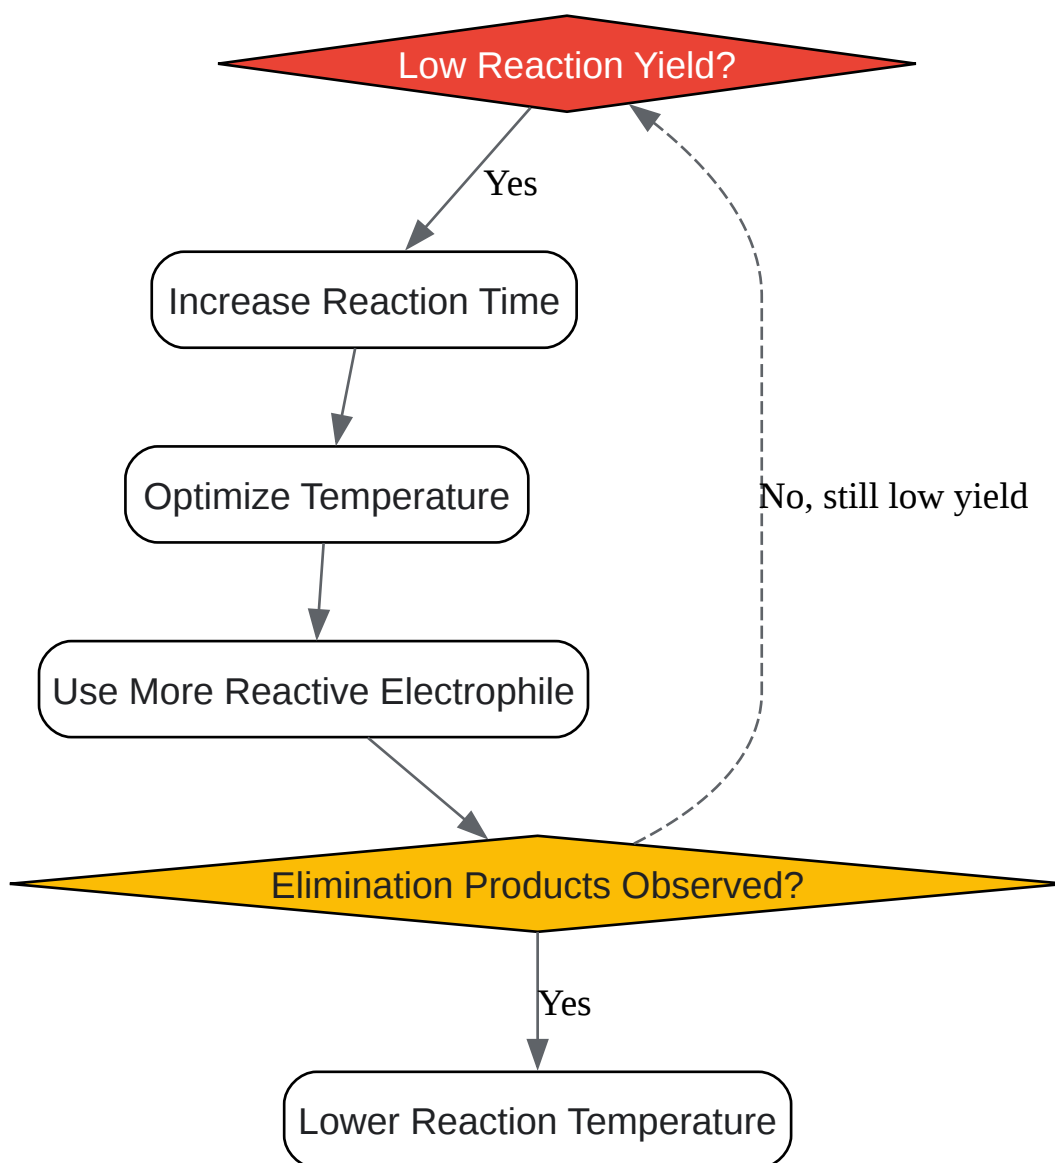 Low Reaction Yield?
Yes
Increase Reaction Time
Optimize Temperature
No, still low yield
Use More Reactive Electrophile
Elimination Products Observed?
Yes
Lower Reaction Temperature